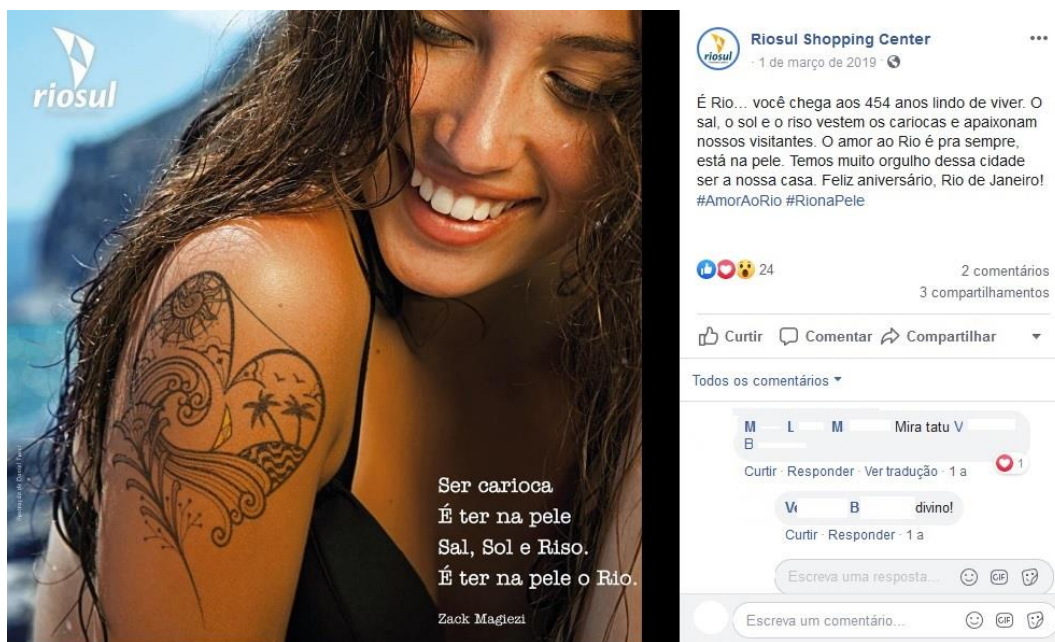 riosul
Ser carioca
É ter na pele
Sal, Sol e Riso.
É ter na pele o Rio.
Zack Magiezi
riosul
Riosul Shopping Center
1 de março de 2019
É Rio... você chega aos 454 anos lindo de viver. O
sal, o sol e o riso vestem os cariocas e apaixonam
nossos visitantes. O amor ao Rio é pra sempre,
está na pele. Temos muito orgulho dessa cidade
ser a nossa casa. Feliz aniversário, Rio de Janeiro!
#AmorAoRio #RionaPele
24
2 comentários
3 compartilhamentos
Curtir Comentar Compartilhar
Todos os comentários
M L M Mira tatu V
B
Curtir · Responder · Ver tradução · 1 a
1
B divino!
Curtir · Responder · 1 a
Escreva uma resposta...
GIF
Escreva um comentário...
GIF